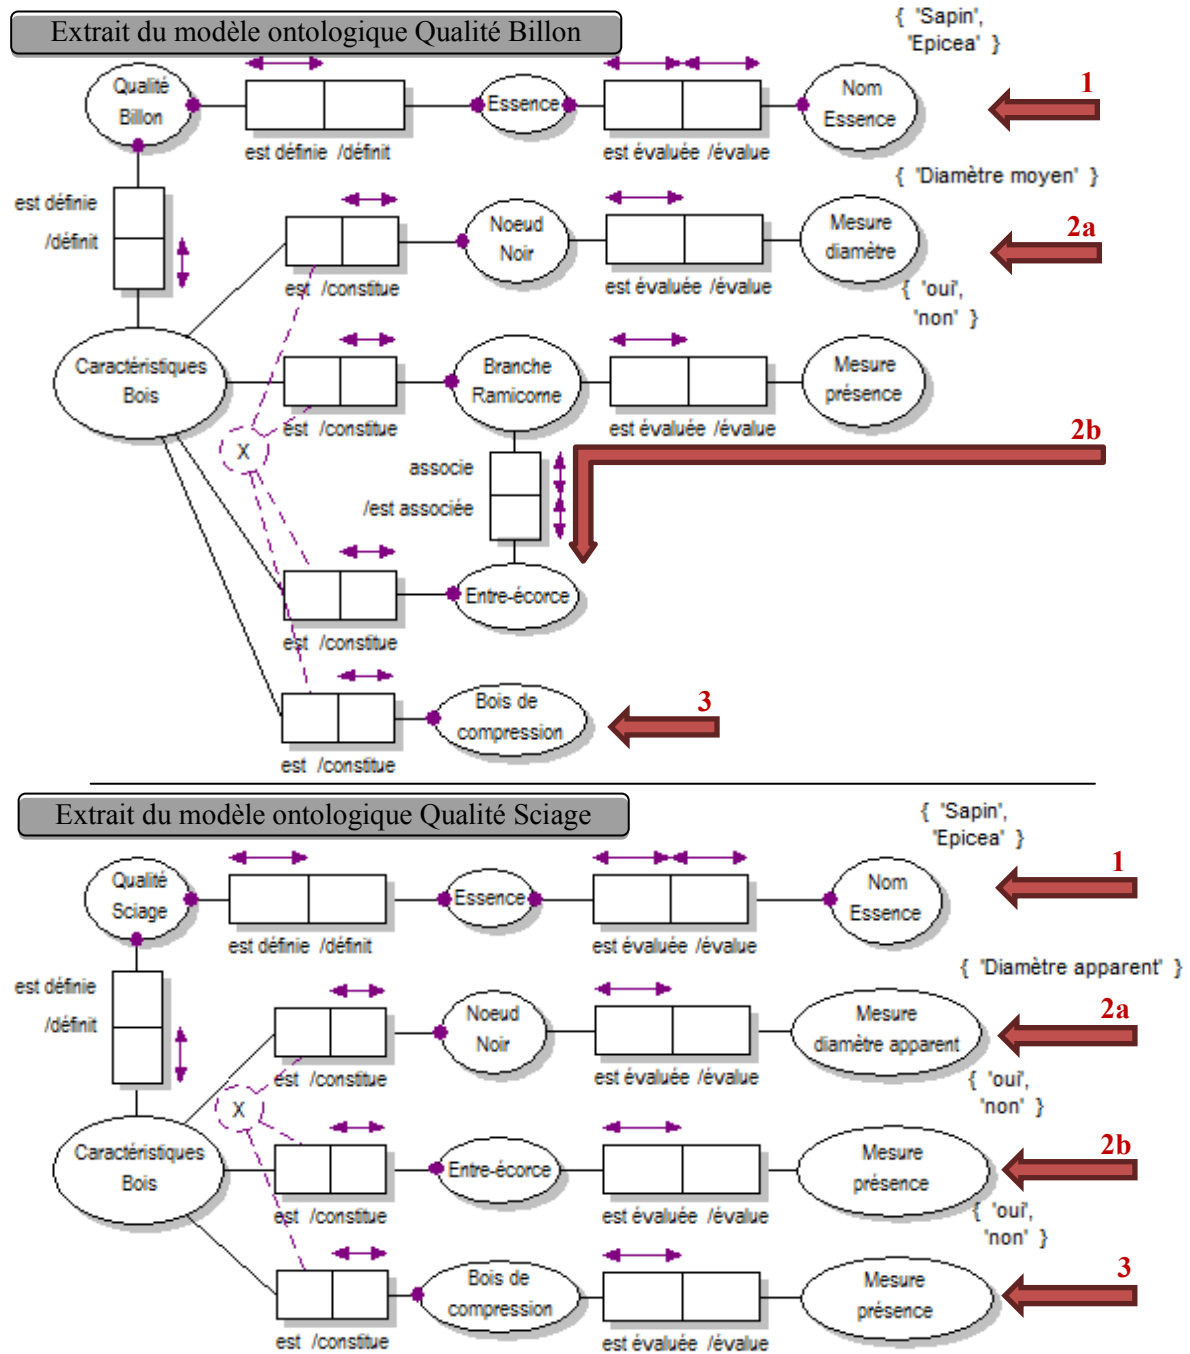 Extrait du modèle ontologique Qualité Billon
{ 'Sapin',
'Epicea' }
Qualité
Billon
Essence
Nom
Essence
1
est définie /définit
est évaluée /évalue
{ 'Diamètre moyen' }
est définie
/définit
Noeud
Noir
Mesure
diamètre
2a
est /constitue
est évaluée /évalue
{ 'oui',
'non' }
Caractéristiques
Bois
Branche
Ramicorne
Mesure
présence
est /constitue
est évaluée /évalue
2b
X
associe
/est associée
Entre-écorce
est /constitue
Bois de
compression
3
est /constitue
Extrait du modèle ontologique Qualité Sciage
{ 'Sapin',
'Epicea' }
Qualité
Sciage
Essence
Nom
Essence
1
est définie /définit
est évaluée /évalue
{ 'Diamètre apparent' }
est définie
/définit
Noeud
Noir
Mesure
diamètre apparent
2a
est /constitue
est évaluée /évalue
{ 'oui',
'non' }
X
Caractéristiques
Bois
Entre-écorce
Mesure
présence
2b
est /constitue
est évaluée /évalue
{ 'oui',
'non' }
Bois de
compression
Mesure
présence
3
est /constitue
est évaluée /évalue